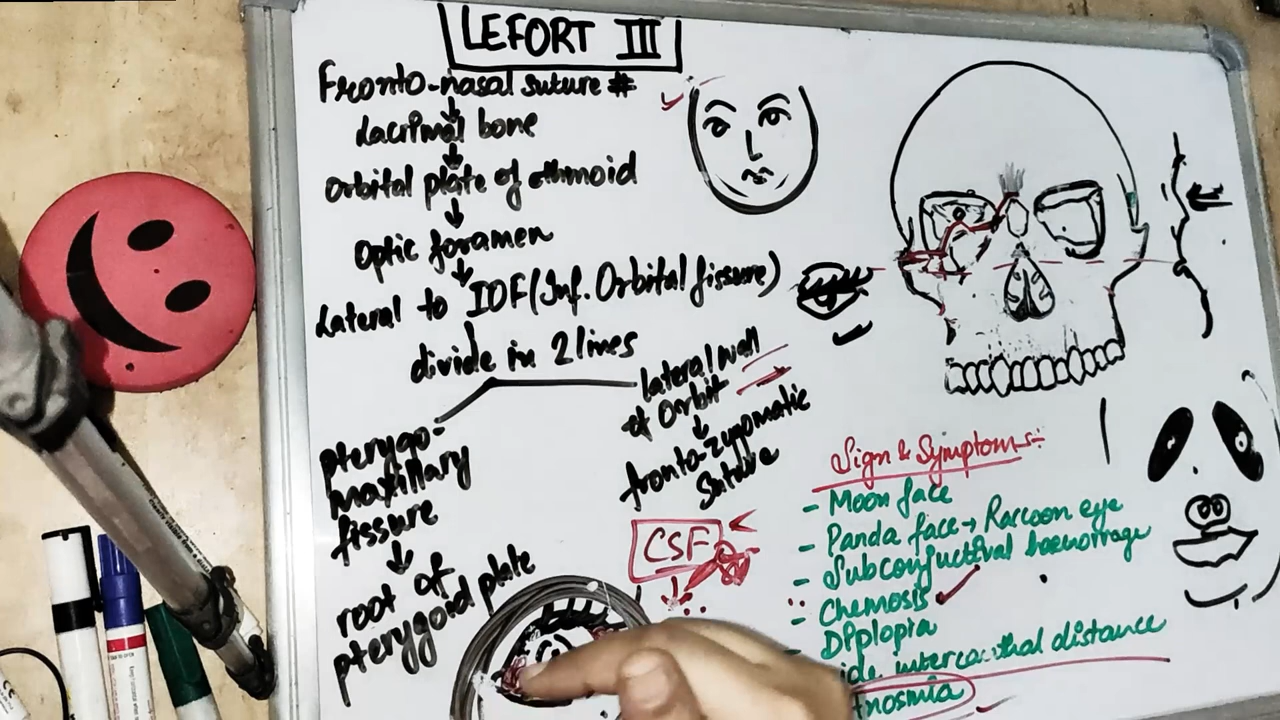 LEFORT III
Fronto-nasal suture #
↓
Lacrimal bone
↓
Orbital plate of ethmoid
↓
Optic foramen
↓
Lateral to IOF (Inf. Orbital fissure)
divide in 2 lines
pterygo-
maxillary
fissure
↓
root of
pterygoid plate
lateral wall
of Orbit
↓
fronto-zygomatic
Suture
CSF
Sign & Symptom:-
- Moon face
- Panda face → Raccoon eye
- Subconjuctival haemorrage
- Chemosis
- Diplopia
ide intercanthal distance
nosmia